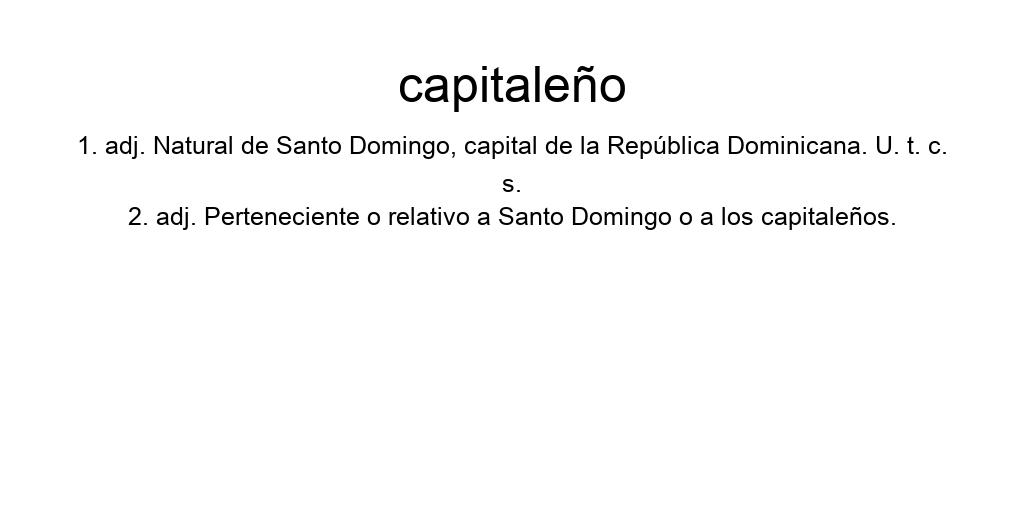 capitaleño
1. adj. Natural de Santo Domingo, capital de la República Dominicana. U. t. c.
s.
2. adj. Perteneciente o relativo a Santo Domingo o a los capitaleños.